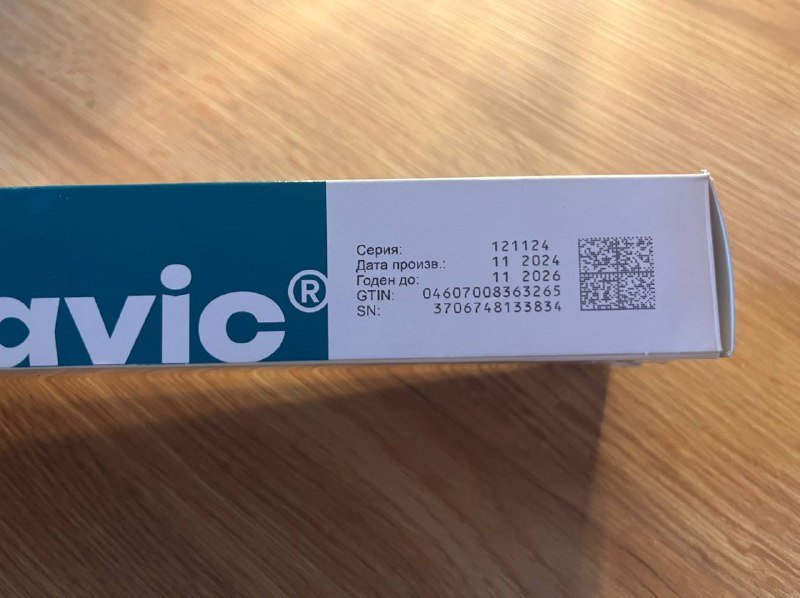 avic®
Серия: 121124
Дата произв.: 11 2024
Годен до: 11 2026
GTIN: 04607008363265
SN: 3706748133834